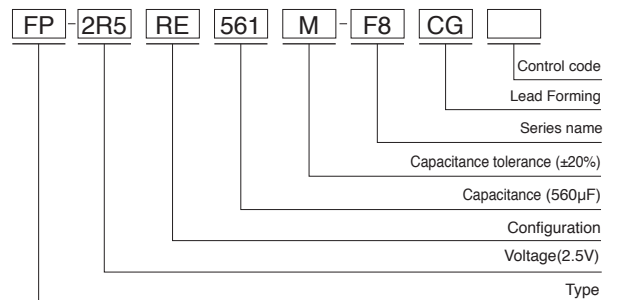 FP - 2R5 RE 561 M - F8 CG
Control code
Lead Forming
Series name
Capacitance tolerance (±20%)
Capacitance (560µF)
Configuration
Voltage(2.5V)
Type